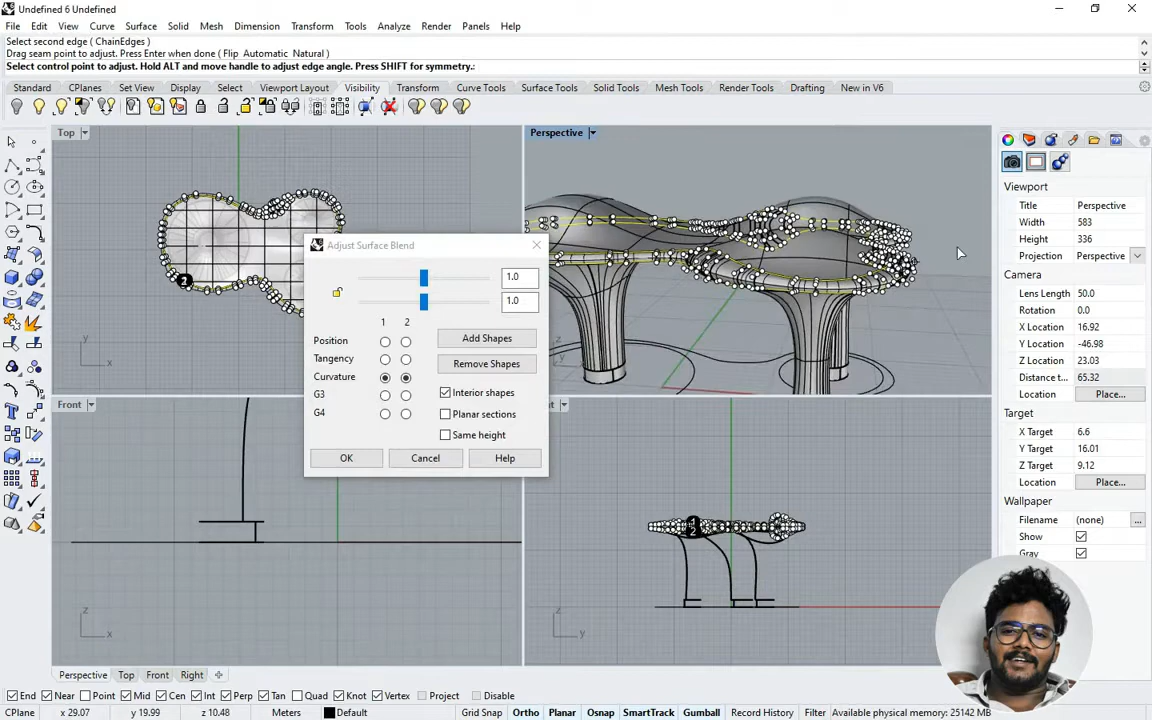 Undefined 6 Undefined
File Edit View Curve Surface Solid Mesh Dimension Transform Tools Analyze Render Panels Help
Select second edge ( ChainEdges )
Drag seam point to adjust. Press Enter when done ( Flip Automatic Natural )
Select control point to adjust. Hold ALT and move handle to adjust edge angle. Press SHIFT for symmetry.:
Standard CPlanes Set View Display Select Viewport Layout Visibility Transform Curve Tools Surface Tools Solid Tools Mesh Tools Render Tools Drafting New in V6
Top
Perspective
Viewport
Title Perspective
Width 583
Height 336
Projection Perspective
Camera
Lens Length 50.0
Rotation 0.0
X Location 16.92
Y Location -46.98
Z Location 23.03
Distance t... 65.32
Location Place...
Target
X Target 6.6
Y Target 16.01
Z Target 9.12
Location Place...
Wallpaper
Filename (none) ...
Show
Gray
Adjust Surface Blend
1.0
1.0
1 2
Position
Tangency
Curvature
G3
G4
Add Shapes
Remove Shapes
Interior shapes
Planar sections
Same height
OK Cancel Help
2
y
x
Front
z
x
1
2
z
y
Perspective Top Front Right
End Near Point Mid Cen Int Perp Tan Quad Knot Vertex Project Disable
CPlane x 29.07 y 19.99 z 10.48 Meters Default Grid Snap Ortho Planar Osnap SmartTrack Gumball Record History Filter Available physical memory: 25142 MB